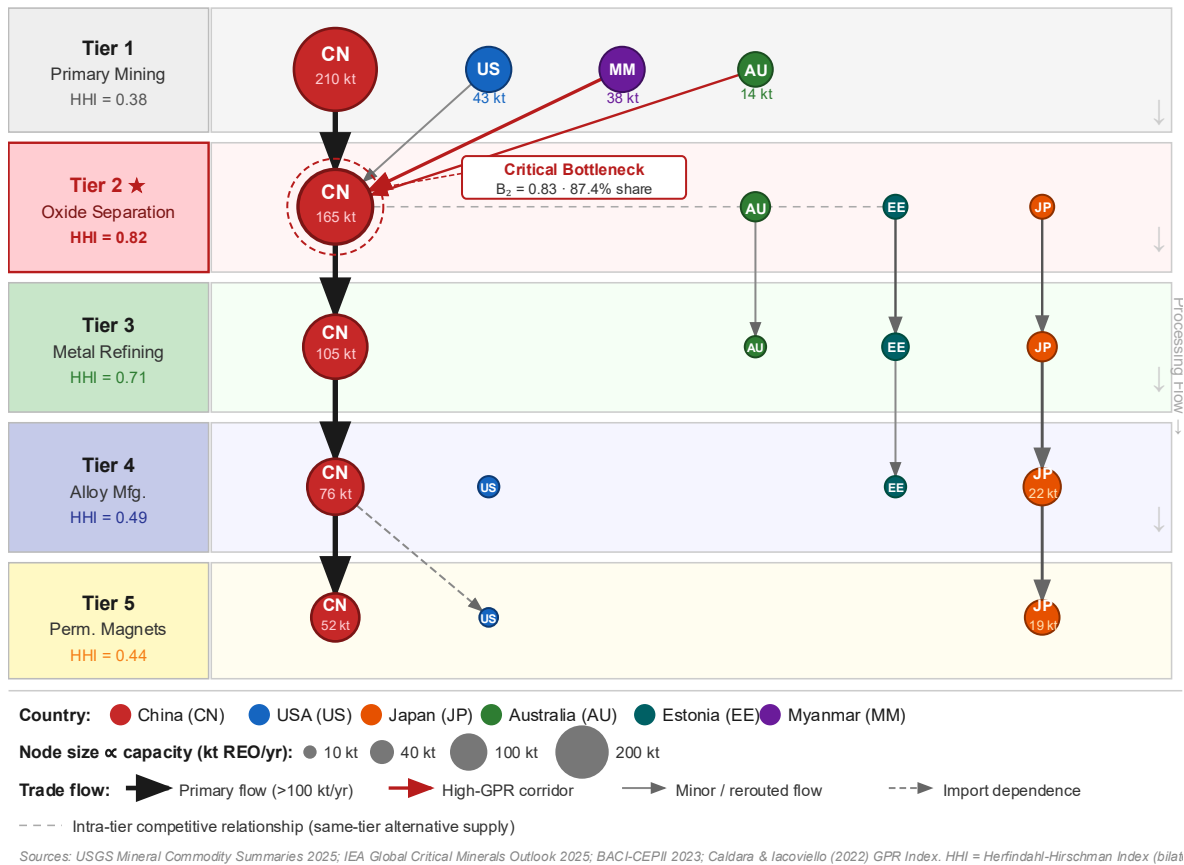 Tier 1
Primary Mining
HHI = 0.38
CN
210 kt
US
43 kt
MM
38 kt
AU
14 kt
↓
Tier 2 ★
Oxide Separation
HHI = 0.82
CN
165 kt
Critical Bottleneck
B₂ = 0.83 · 87.4% share
AU
EE
JP
↓
Tier 3
Metal Refining
HHI = 0.71
CN
105 kt
AU
EE
JP
↓
Processing Flow →
Tier 4
Alloy Mfg.
HHI = 0.49
CN
76 kt
US
EE
JP
22 kt
↓
Tier 5
Perm. Magnets
HHI = 0.44
CN
52 kt
US
JP
19 kt
Country: China (CN) USA (US) Japan (JP) Australia (AU) Estonia (EE) Myanmar (MM)
Node size ∝ capacity (kt REO/yr): 10 kt 40 kt 100 kt 200 kt
Trade flow: Primary flow (>100 kt/yr) High-GPR corridor Minor / rerouted flow Import dependence
Intra-tier competitive relationship (same-tier alternative supply)
Sources: USGS Mineral Commodity Summaries 2025; IEA Global Critical Minerals Outlook 2025; BACI-CEPII 2023; Caldara & Iacoviello (2022) GPR Index. HHI = Herfindahl-Hirschman Index